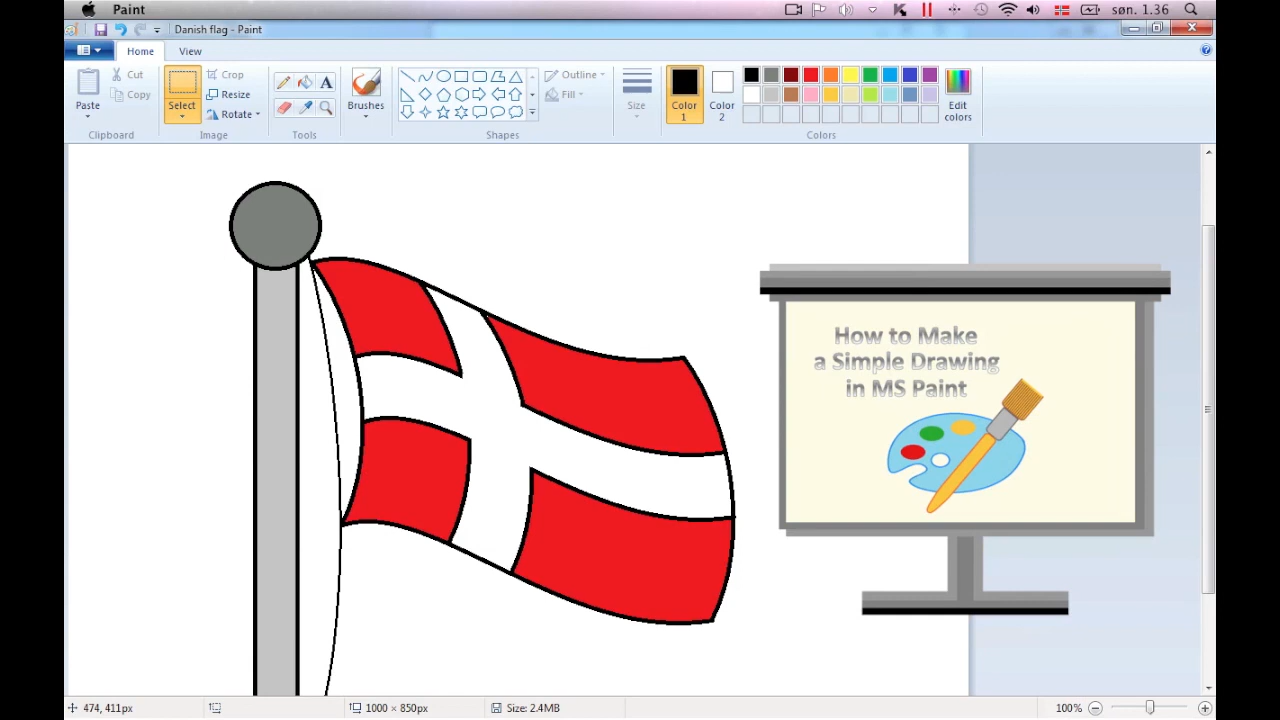 Paint
søn. 1.36
Danish flag - Paint
Home
View
Paste
Cut
Copy
Clipboard
Select
Crop
Resize
Rotate
Image
A
Tools
Brushes
Outline
Fill
Shapes
Size
Color
1
Color
2
Edit
colors
Colors
How to Make
a Simple Drawing
in MS Paint
474, 411px
1000 × 850px
Size: 2.4MB
100%